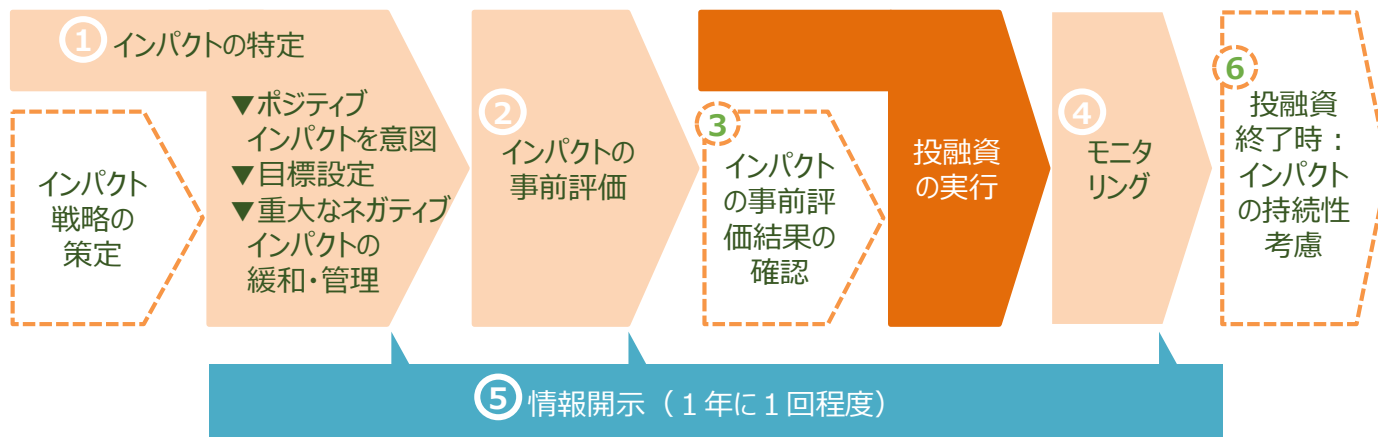 ① インパクトの特定
インパクト
戦略の
策定
▼ポジティブ
インパクトを意図
▼目標設定
▼重大なネガティブ
インパクトの
緩和・管理
②
インパクトの
事前評価
③
インパクト
の事前評
価結果の
確認
投融資
の実行
④
モニタ
リング
⑥
投融資
終了時：
インパクト
の持続性
考慮
⑤ 情報開示（１年に１回程度）